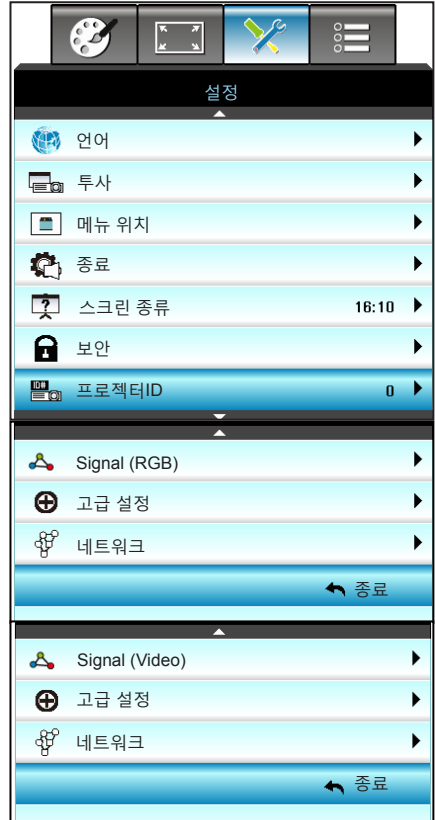 설정
언어
투사
메뉴 위치
종료
스크린 종류 16:10
보안
프로젝터ID 0
Signal (RGB)
고급 설정
네트워크
종료
Signal (Video)
고급 설정
네트워크
종료